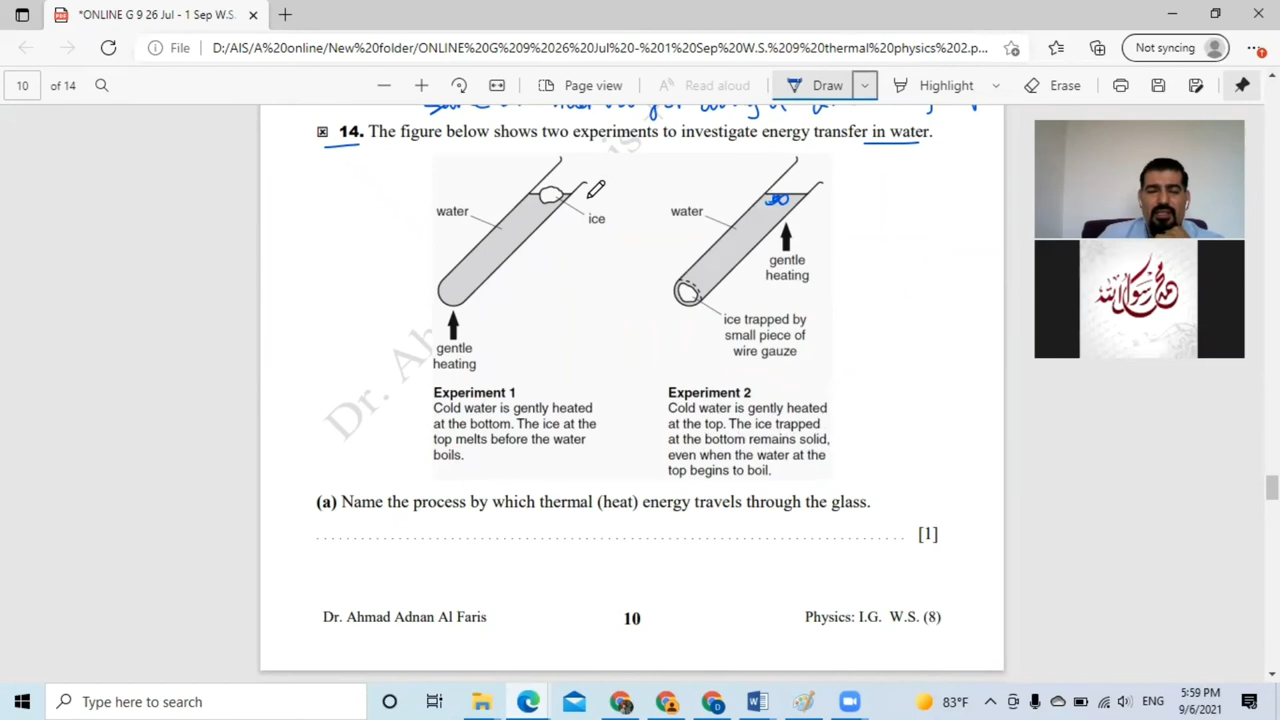 *ONLINE G 9 26 Jul - 1 Sep W.S.
File
D:/AIS/A%20online/New%20folder/ONLINE%20G%209%2026%20Jul%20-%201%20Sep%20W.S.%209%20thermal%20physics%202.p...
Not syncing
10 of 14
Page view
Read aloud
Draw
Highlight
Erase
14. The figure below shows two experiments to investigate energy transfer in water.
water
ice
gentle
heating
water
gentle
heating
ice trapped by
small piece of
wire gauze
Experiment 1
Cold water is gently heated
at the bottom. The ice at the
top melts before the water
boils.
Experiment 2
Cold water is gently heated
at the top. The ice trapped
at the bottom remains solid,
even when the water at the
top begins to boil.
(a) Name the process by which thermal (heat) energy travels through the glass.
[1]
Dr. Ahmad Adnan Al Faris
10
Physics: I.G. W.S. (8)
محمد رسول الله
Type here to search
83°F
ENG
5:59 PM
9/6/2021